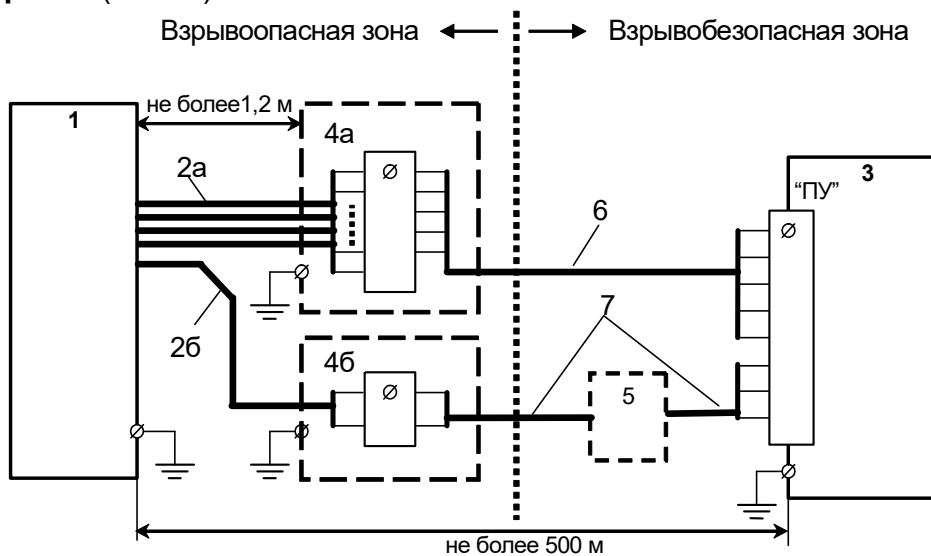 Взрывоопасная зона
Взрывобезопасная зона
не более1,2 м
1
4а
3
2а
“ПУ”
6
2б
4б
7
5
не более 500 м